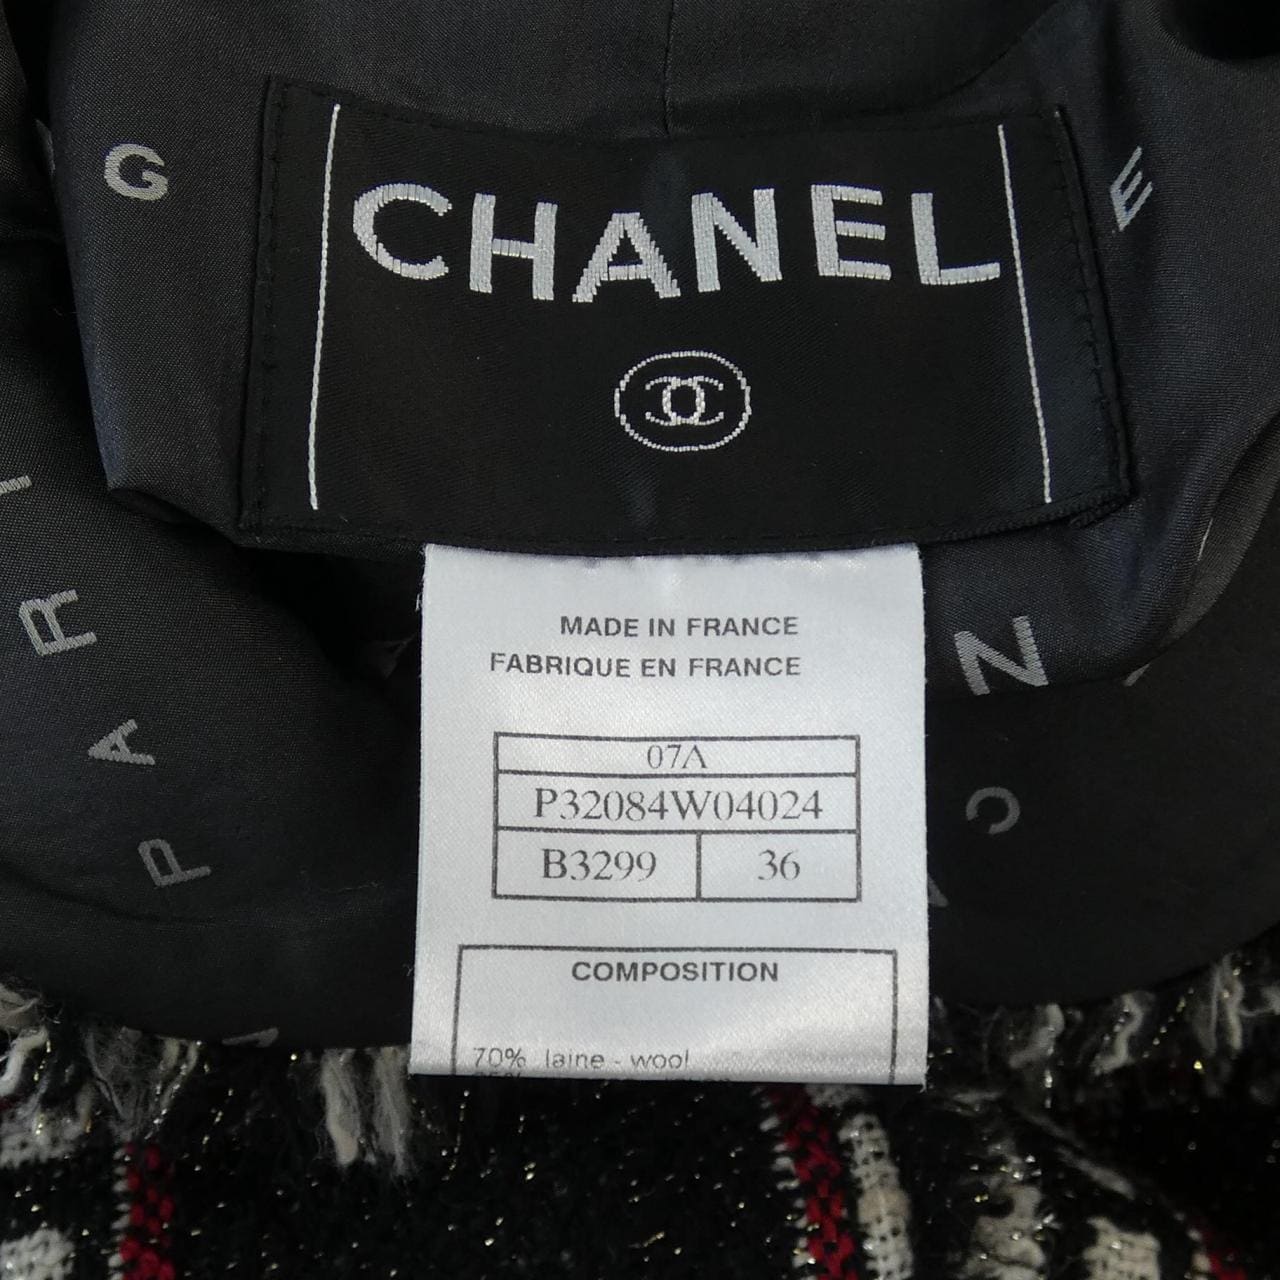 CHANEL
MADE IN FRANCE
FABRIQUE EN FRANCE
07A
P32084W04024
B3299 36
COMPOSITION
70% laine - wool
G
E
R
A
P
N
C